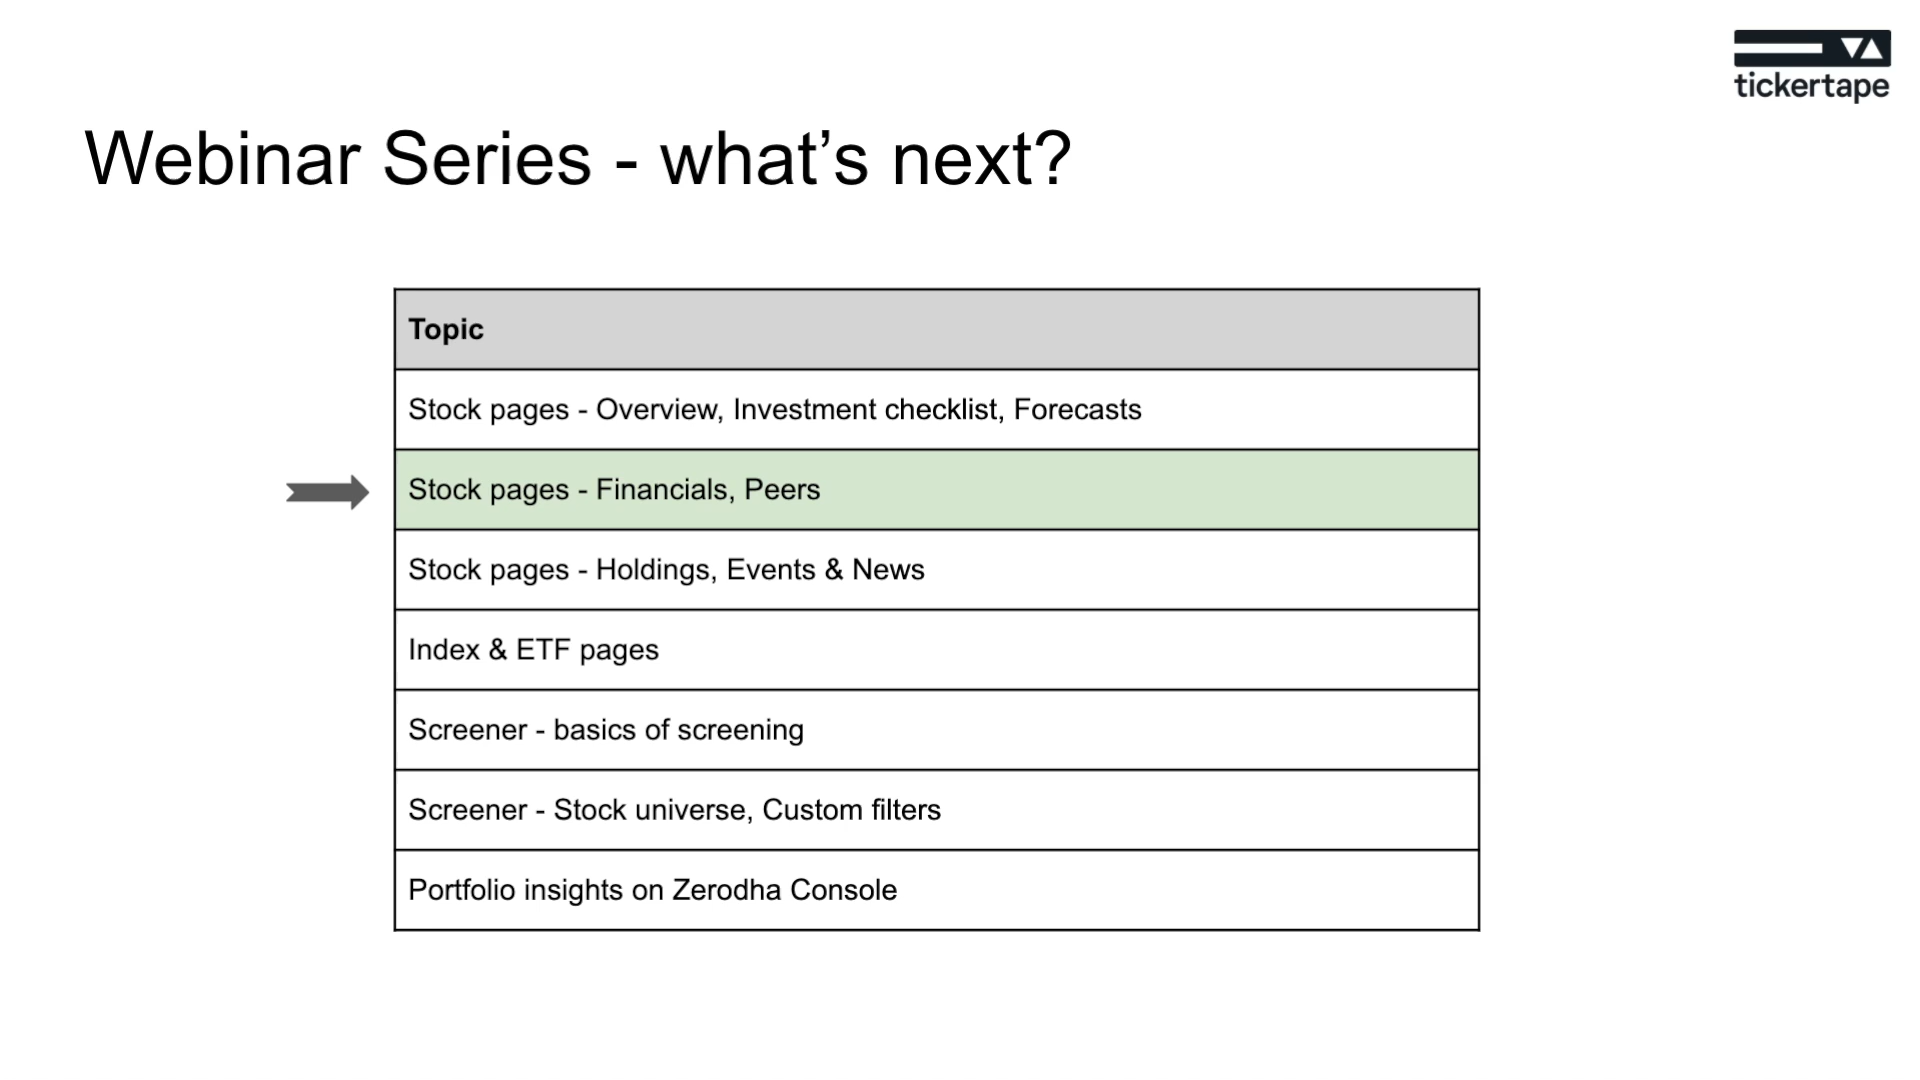 tickertape
Webinar Series - what’s next?
Topic
Stock pages - Overview, Investment checklist, Forecasts
Stock pages - Financials, Peers
Stock pages - Holdings, Events & News
Index & ETF pages
Screener - basics of screening
Screener - Stock universe, Custom filters
Portfolio insights on Zerodha Console